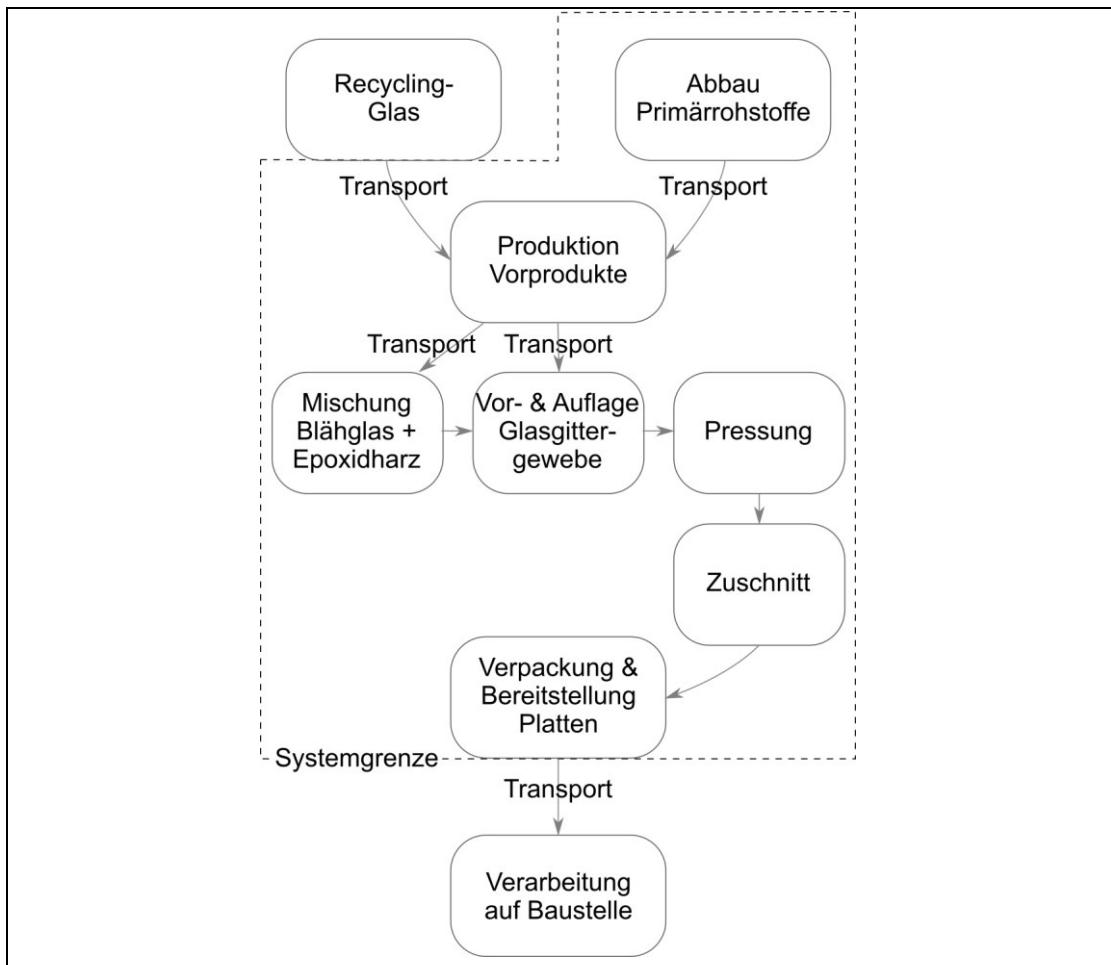 Recycling-
Glas
Abbau
Primärrohstoffe
Transport
Transport
Produktion
Vorprodukte
Transport
Transport
Mischung
Blähglas +
Epoxidharz
Vor- & Auflage
Glasgitter-
gewebe
Pressung
Zuschnitt
Verpackung &
Bereitstellung
Platten
Systemgrenze
Transport
Verarbeitung
auf Baustelle